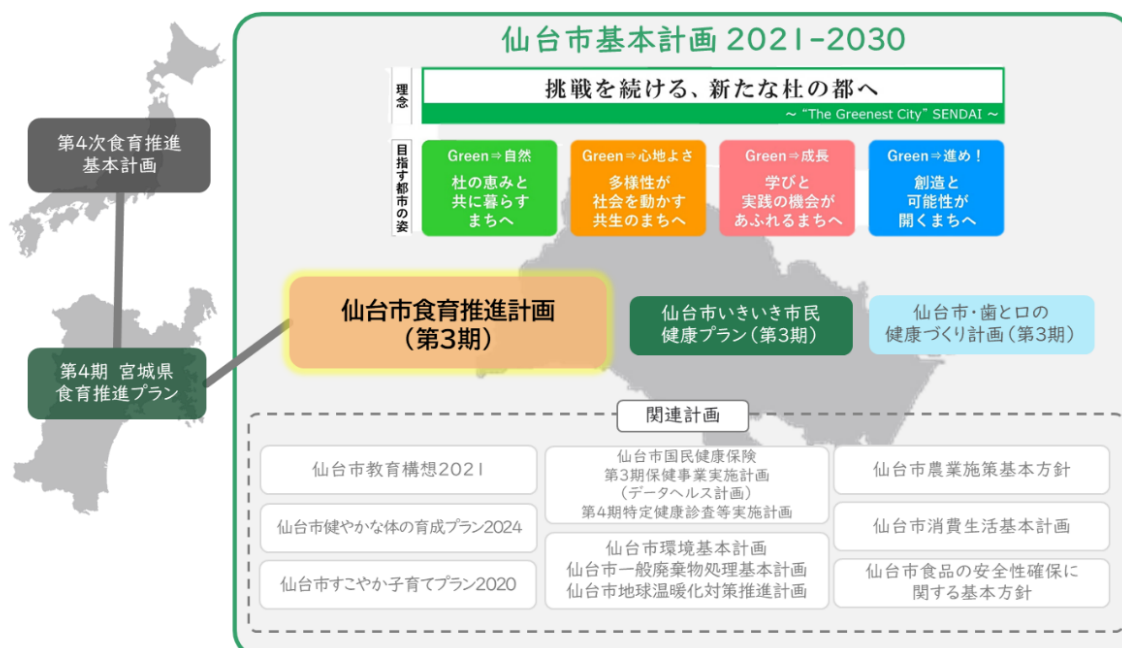 仙台市基本計画 2021-2030
理念
挑戦を続ける、新たな杜の都へ
～ “The Greenest City” SENDAI ～
目指す都市の姿
Green⇒自然
杜の恵みと
共に暮らす
まちへ
Green⇒心地よさ
多様性が
社会を動かす
共生のまちへ
Green⇒成長
学びと
実践の機会が
あふれるまちへ
Green⇒進め！
創造と
可能性が
開くまちへ
第4次食育推進
基本計画
第4期 宮城県
食育推進プラン
仙台市食育推進計画
（第3期）
仙台市いきいき市民
健康プラン（第3期）
仙台市・歯と口の
健康づくり計画（第3期）
関連計画
仙台市教育構想2021
仙台市健やかな体の育成プラン2024
仙台市すこやか子育てプラン2020
仙台市国民健康保険
第3期保健事業実施計画
（データヘルス計画）
第4期特定健康診査等実施計画
仙台市環境基本計画
仙台市一般廃棄物処理基本計画
仙台市地球温暖化対策推進計画
仙台市農業施策基本方針
仙台市消費生活基本計画
仙台市食品の安全性確保に
関する基本方針